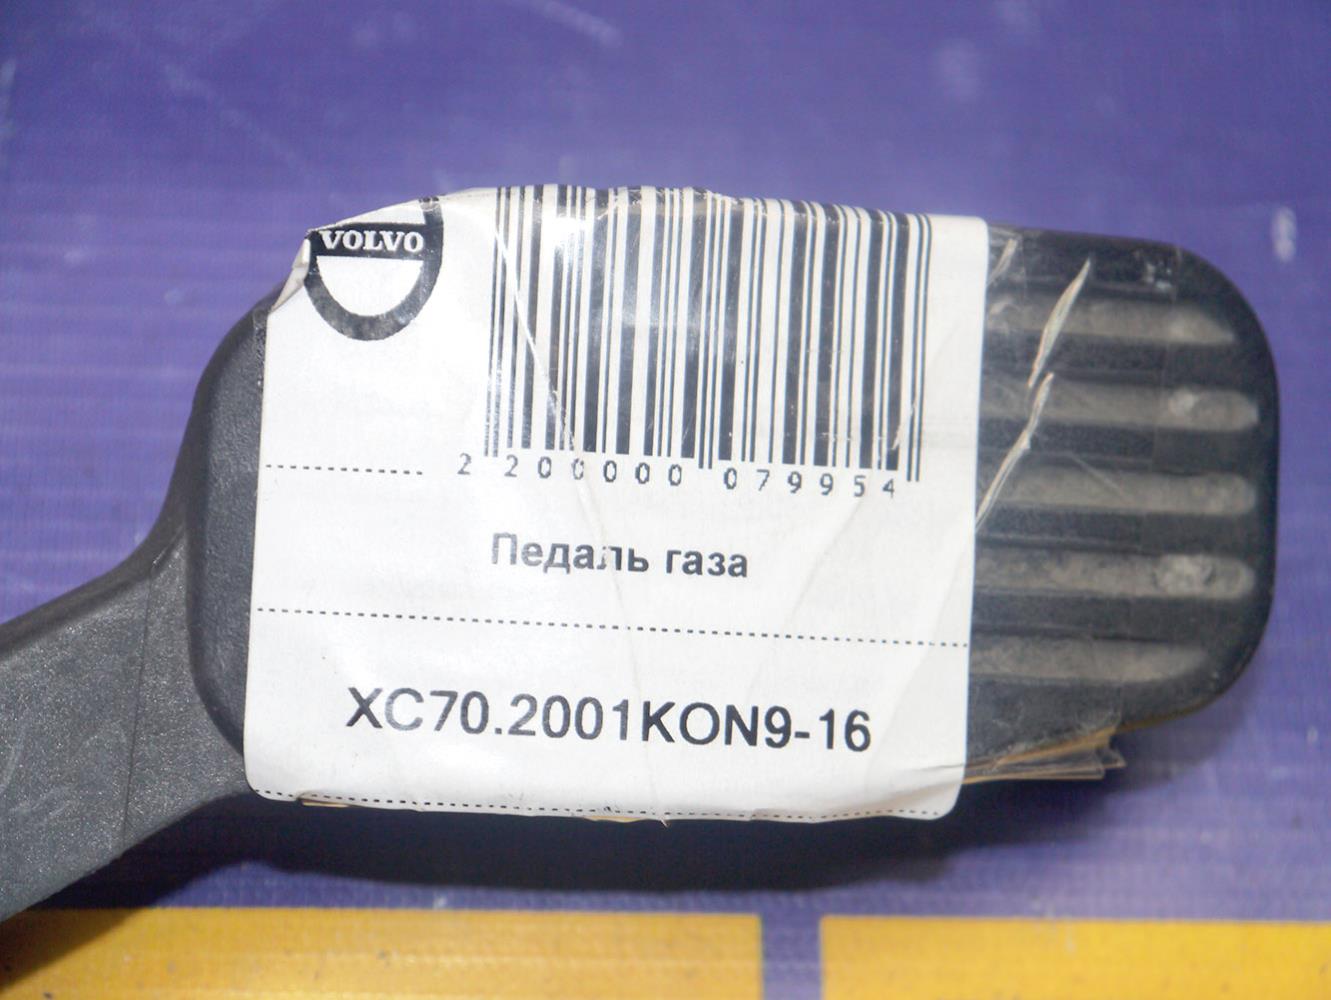 VOLVO
2 200000 079954
Педаль газа
XC70.2001KON9-16